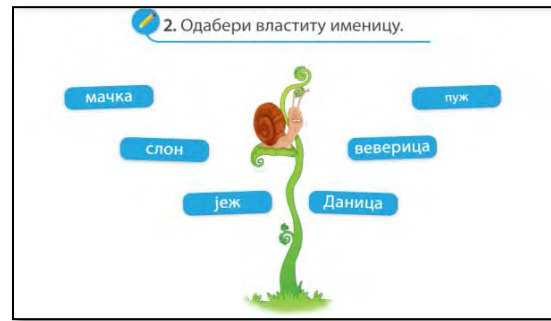 2. Одабери властиту именицу.
мачка
пуж
слон
веверица
јеж
Даница